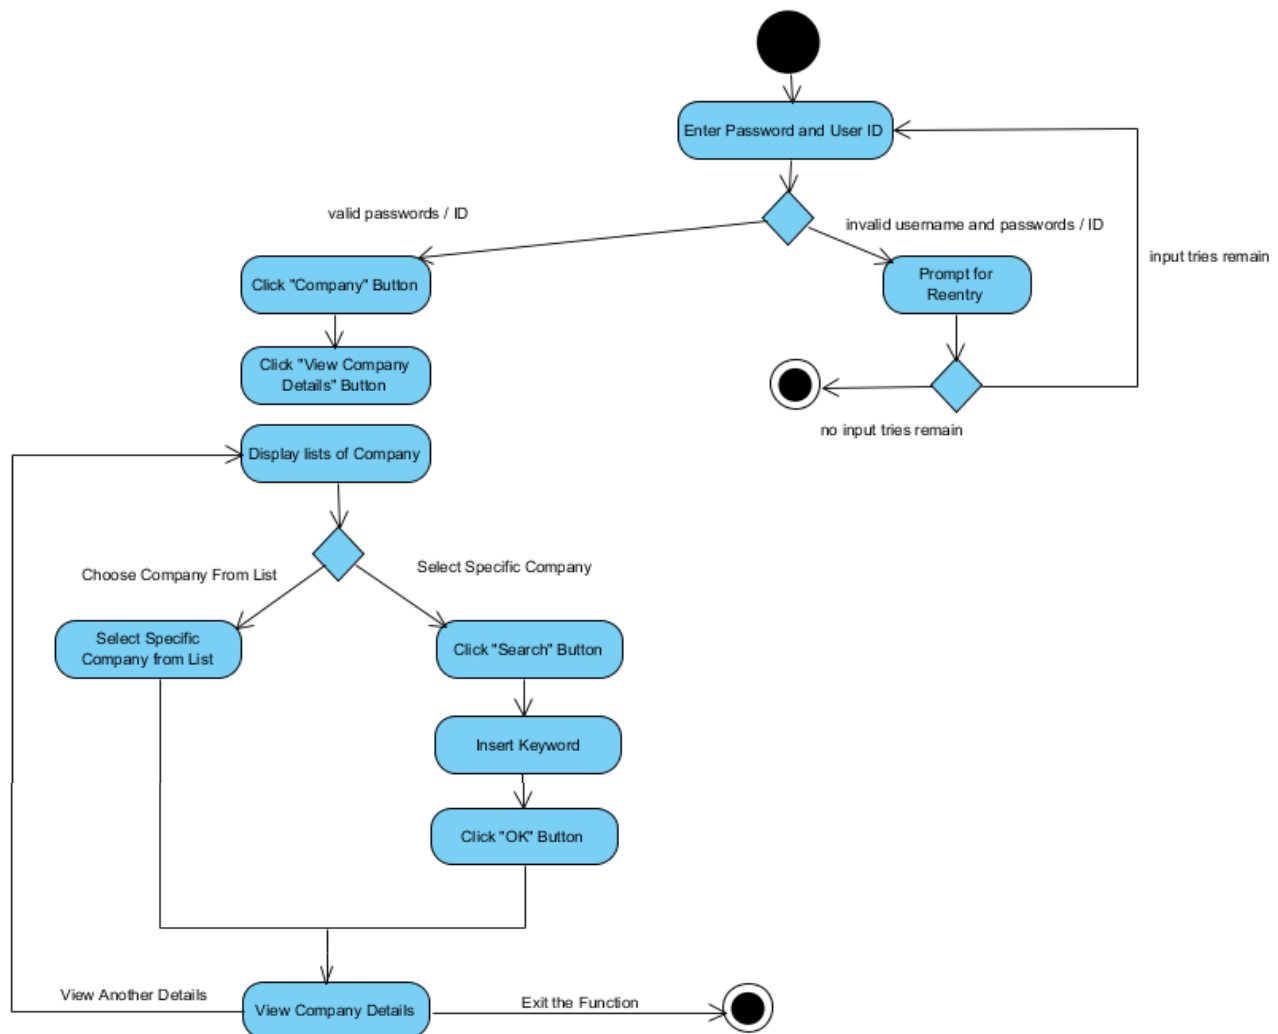 Enter Password and User ID
valid passwords / ID
invalid username and passwords / ID
input tries remain
Click "Company" Button
Prompt for
Reentry
Click "View Company
Details" Button
no input tries remain
Display lists of Company
Choose Company From List
Select Specific Company
Select Specific
Company from List
Click "Search" Button
Insert Keyword
Click "OK" Button
View Another Details
View Company Details
Exit the Function